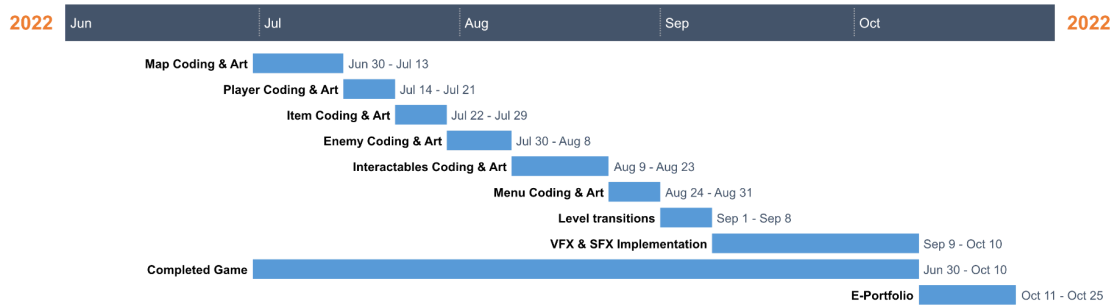 2022 Jun Jul Aug Sep Oct 2022
Map Coding & Art Jun 30 - Jul 13
Player Coding & Art Jul 14 - Jul 21
Item Coding & Art Jul 22 - Jul 29
Enemy Coding & Art Jul 30 - Aug 8
Interactables Coding & Art Aug 9 - Aug 23
Menu Coding & Art Aug 24 - Aug 31
Level transitions Sep 1 - Sep 8
VFX & SFX Implementation Sep 9 - Oct 10
Completed Game Jun 30 - Oct 10
E-Portfolio Oct 11 - Oct 25